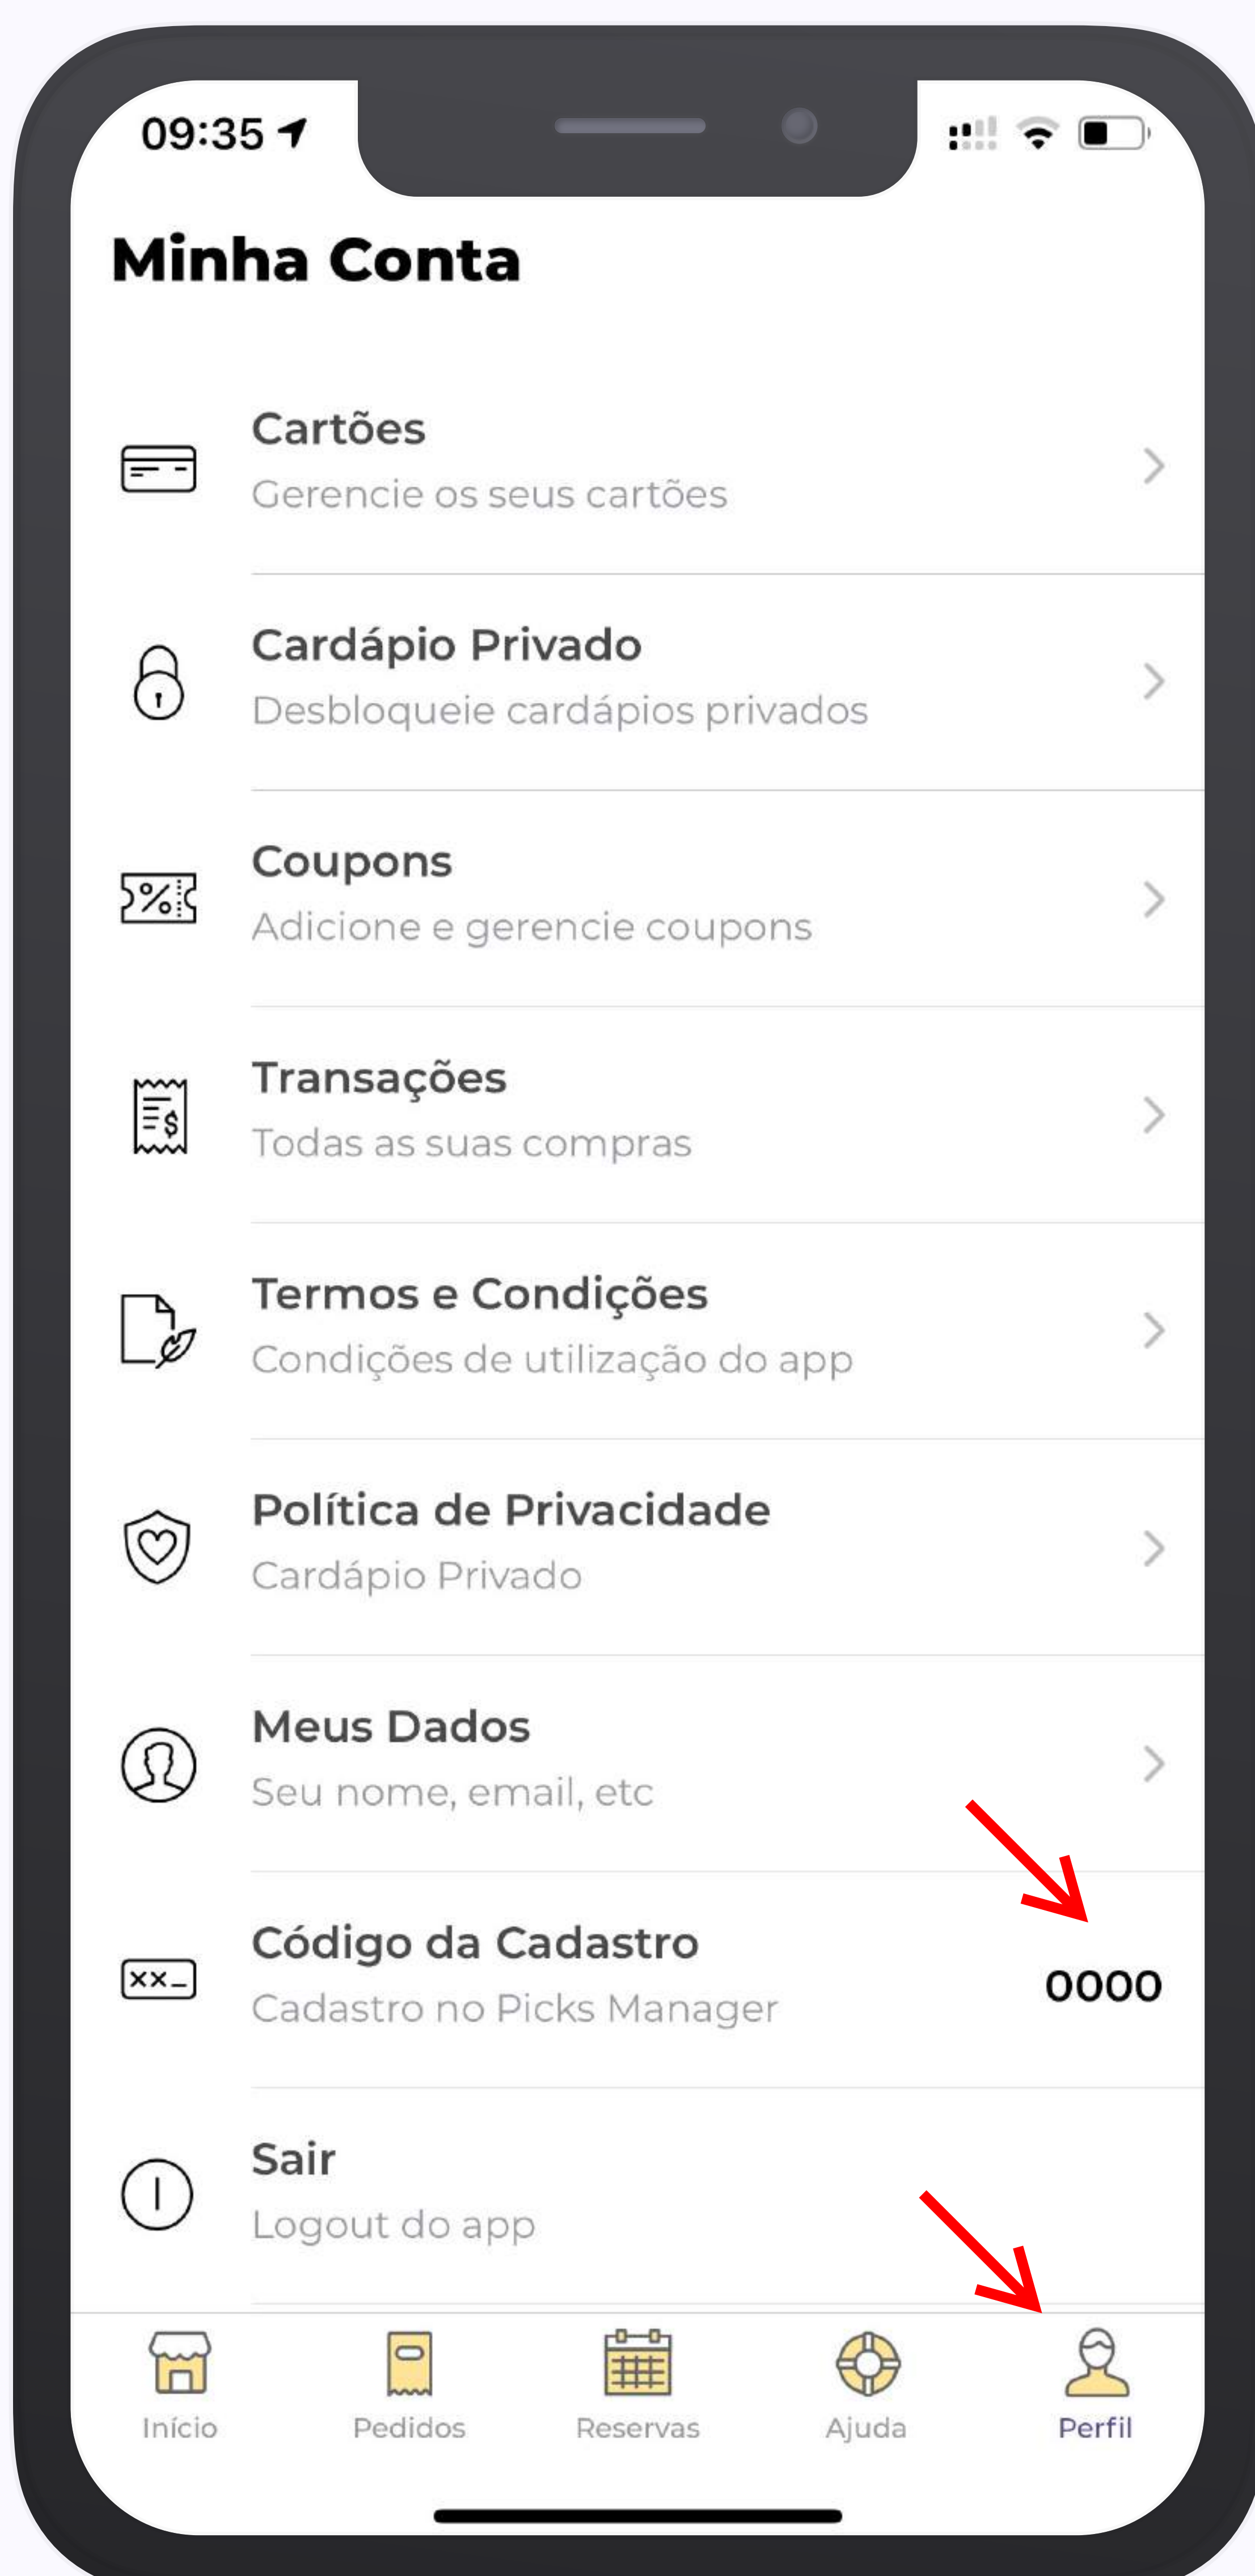 09:35
Minha Conta
Cartões
Gerencie os seus cartões
Cardápio Privado
Desbloqueie cardápios privados
Coupons
Adicione e gerencie coupons
Transações
Todas as suas compras
Termos e Condições
Condições de utilização do app
Política de Privacidade
Cardápio Privado
Meus Dados
Seu nome, email, etc
Código da Cadastro
Cadastro no Picks Manager
0000
Sair
Logout do app
Início Pedidos Reservas Ajuda Perfil